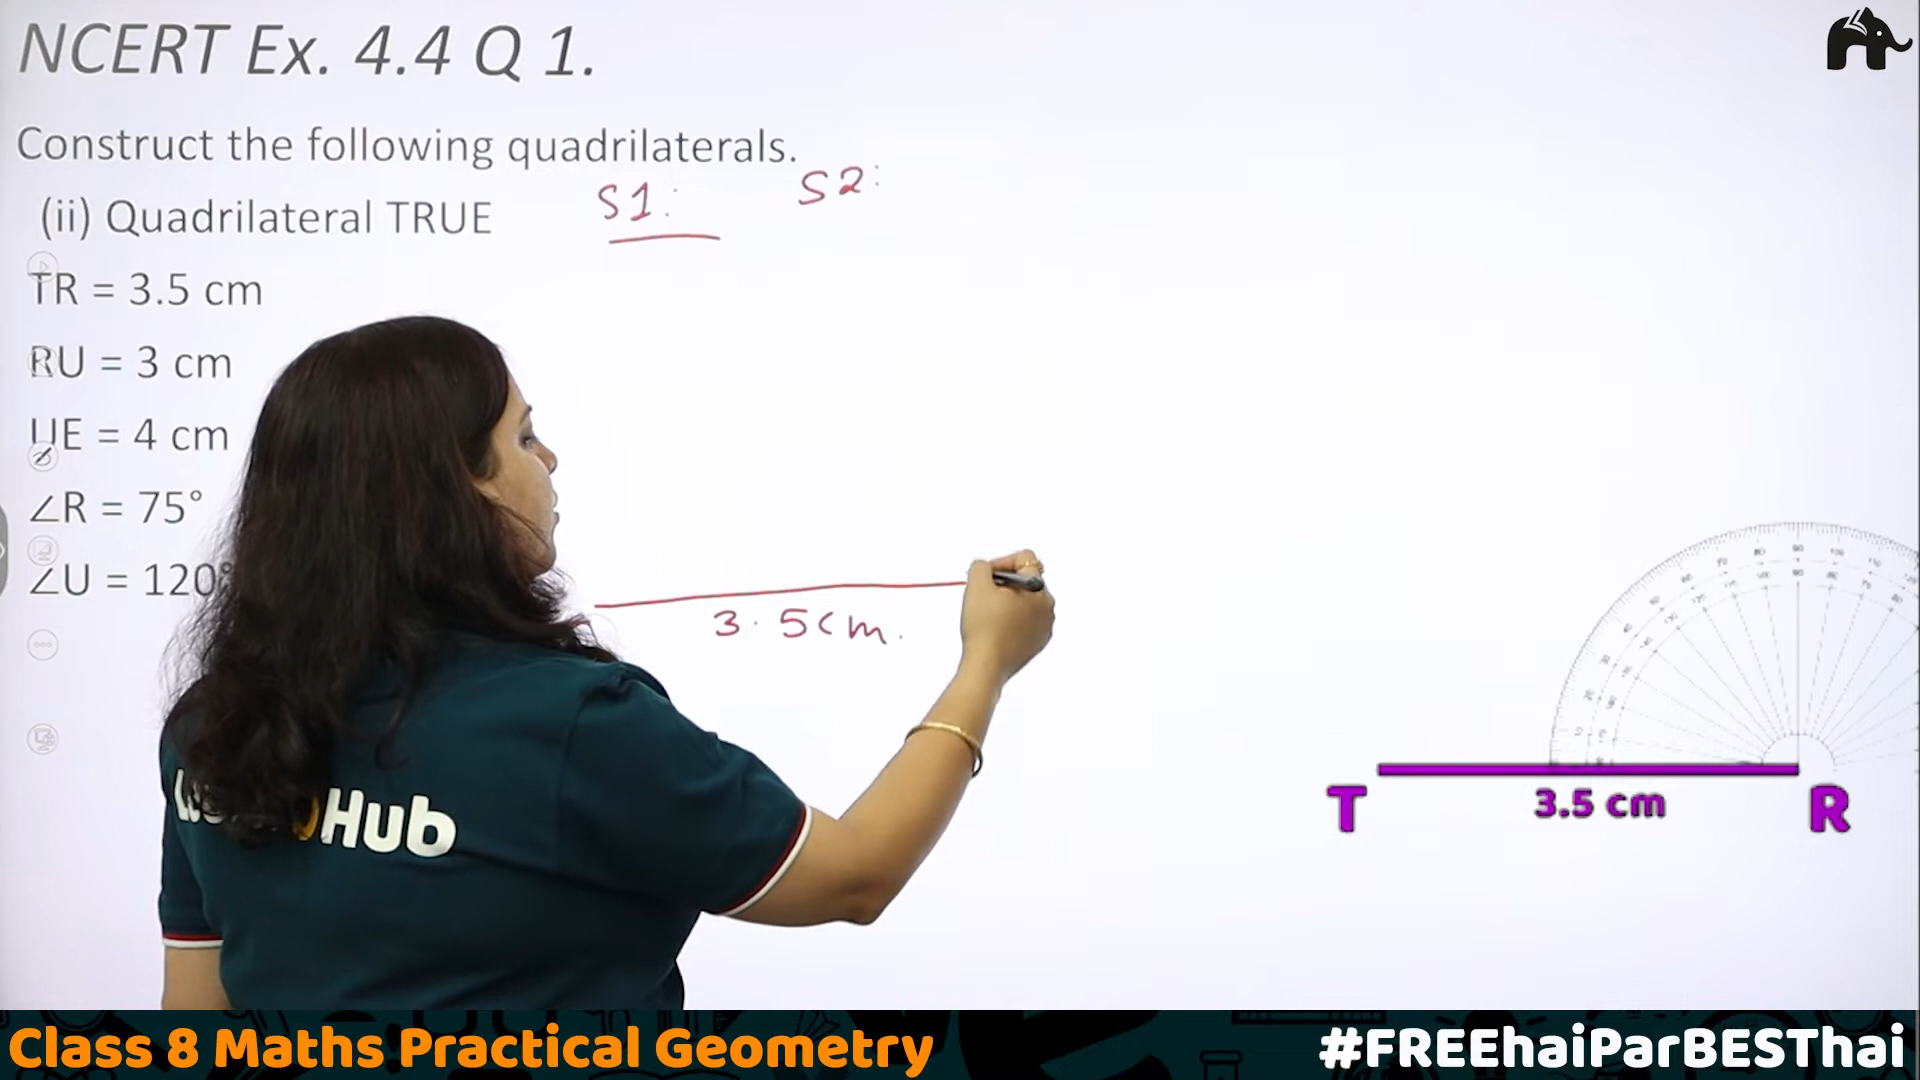 NCERT Ex. 4.4 Q 1.
Construct the following quadrilaterals.
S1: S2:
(ii) Quadrilateral TRUE
TR = 3.5 cm
RU = 3 cm
UE = 4 cm
∠R = 75°
∠U = 120°
3.5cm.
T 3.5 cm R
Hub
Class 8 Maths Practical Geometry
#FREEhaiParBESThai